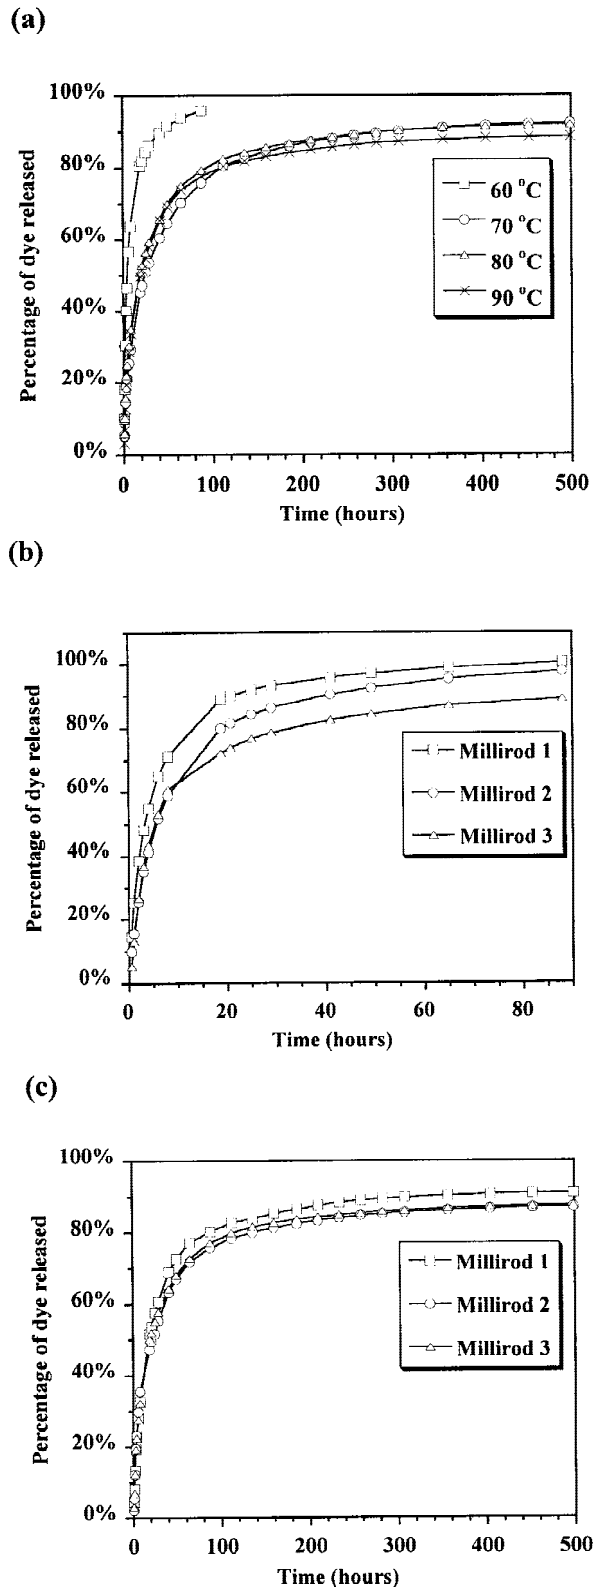 (a)
100%
80%
60%
40%
20%
0%
Percentage of dye released
60 °C
70 °C
80 °C
90 °C
0 100 200 300 400 500
Time (hours)
(b)
100%
80%
60%
40%
20%
0%
Percentage of dye released
Millirod 1
Millirod 2
Millirod 3
0 20 40 60 80
Time (hours)
(c)
100%
80%
60%
40%
20%
0%
Percentage of dye released
Millirod 1
Millirod 2
Millirod 3
0 100 200 300 400 500
Time (hours)